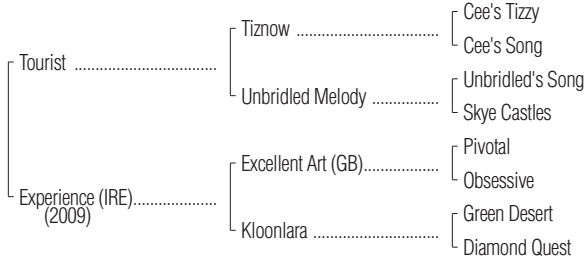 Cee's Tizzy
Tiznow ................................
Cee's Song
Tourist ................................
Unbridled's Song
Unbridled Melody ...............
Skye Castles
Pivotal
Excellent Art (GB).................
Obsessive
Experience (IRE)...................
(2009)
Green Desert
Kloonlara ............................
Diamond Quest